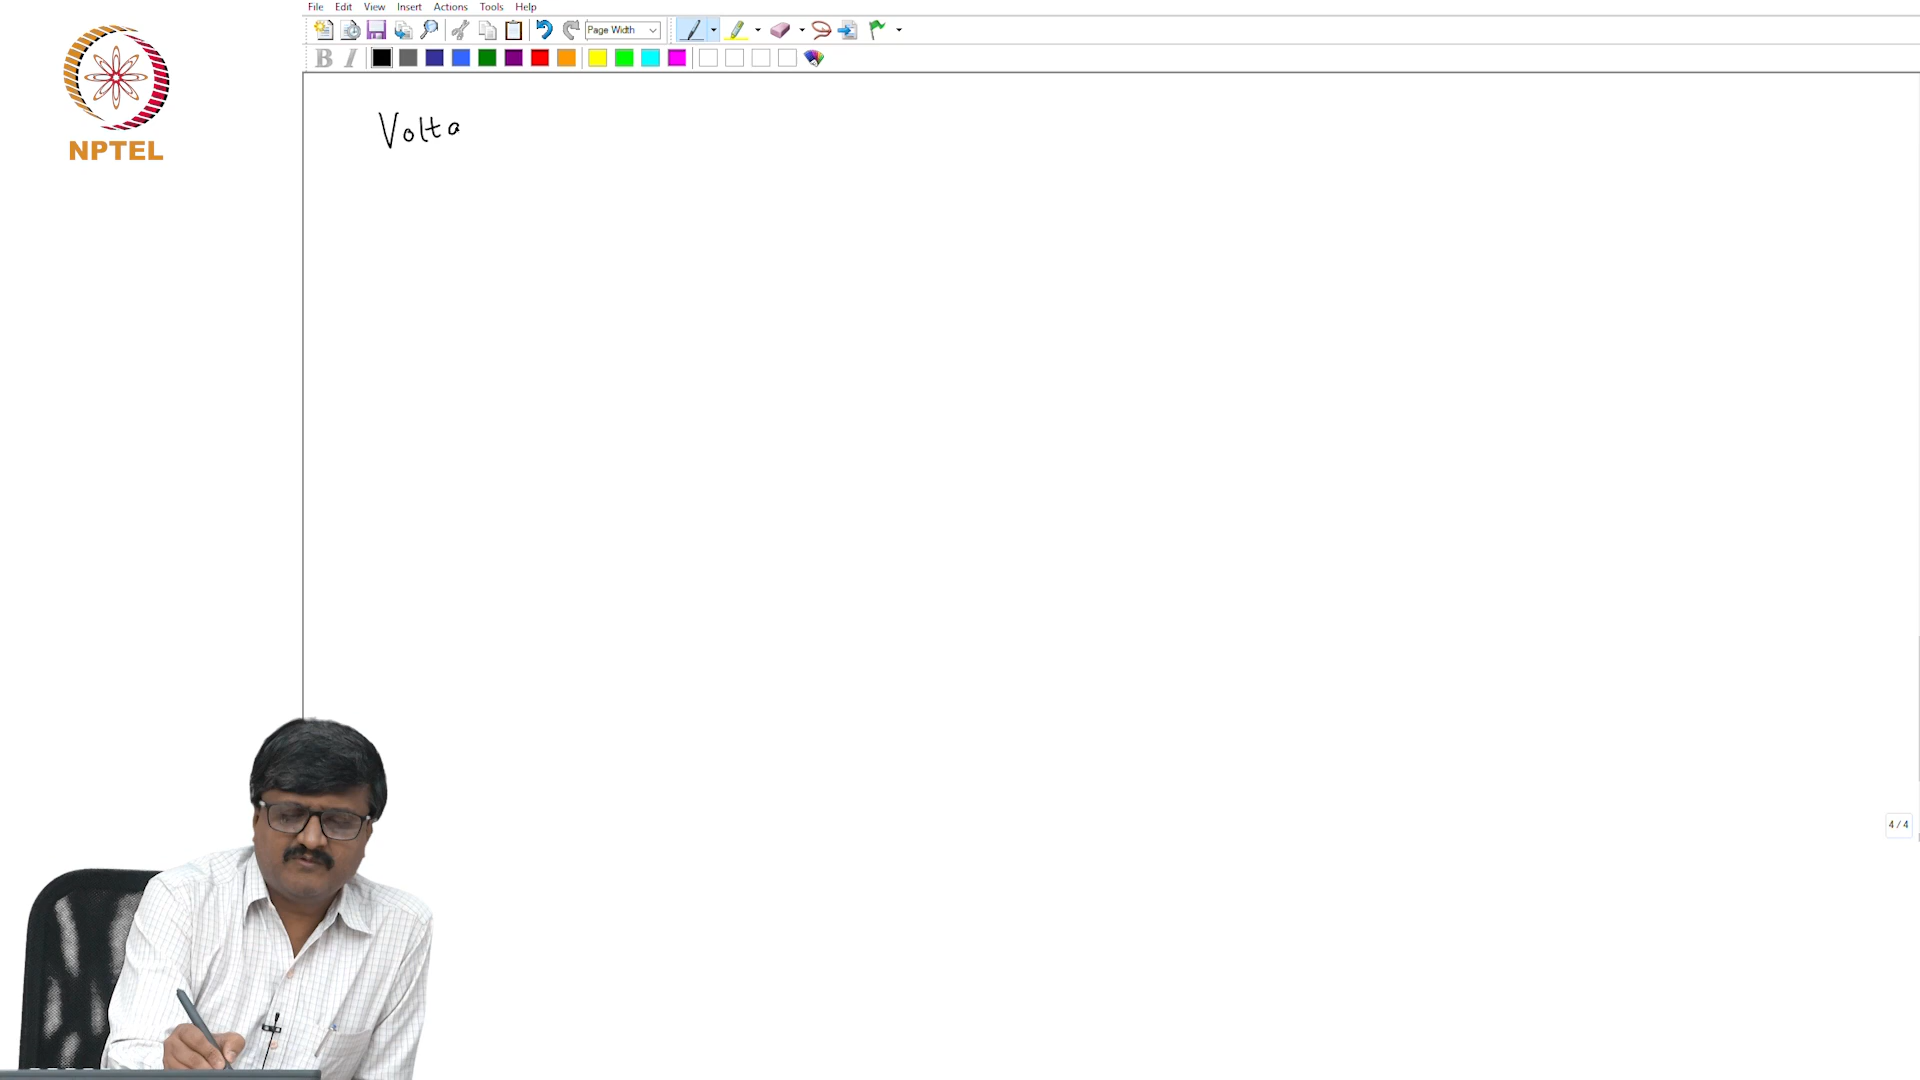 File Edit View Insert Actions Tools Help
Page Width
B I
Volta
NPTEL
4 / 4